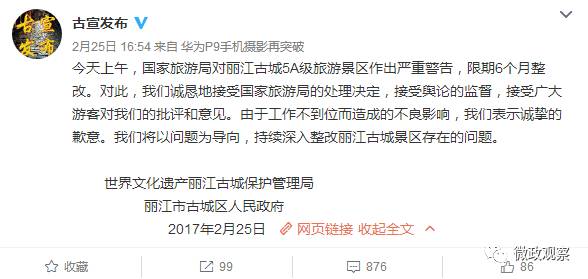 古宣发布
古宣
发布
2月25日 16:54 来自 华为P9手机摄影再突破
今天上午，国家旅游局对丽江古城5A级旅游景区作出严重警告，限期6个月整
改。对此，我们诚恳地接受国家旅游局的处理决定，接受舆论的监督，接受广大
游客对我们的批评和意见。由于工作不到位而造成的不良影响，我们表示诚挚的
歉意。我们将以问题为导向，持续深入整改丽江古城景区存在的问题。
世界文化遗产丽江古城保护管理局
丽江市古城区人民政府
2017年2月25日 网页链接 收起全文
收藏 99 876 86
微政观察